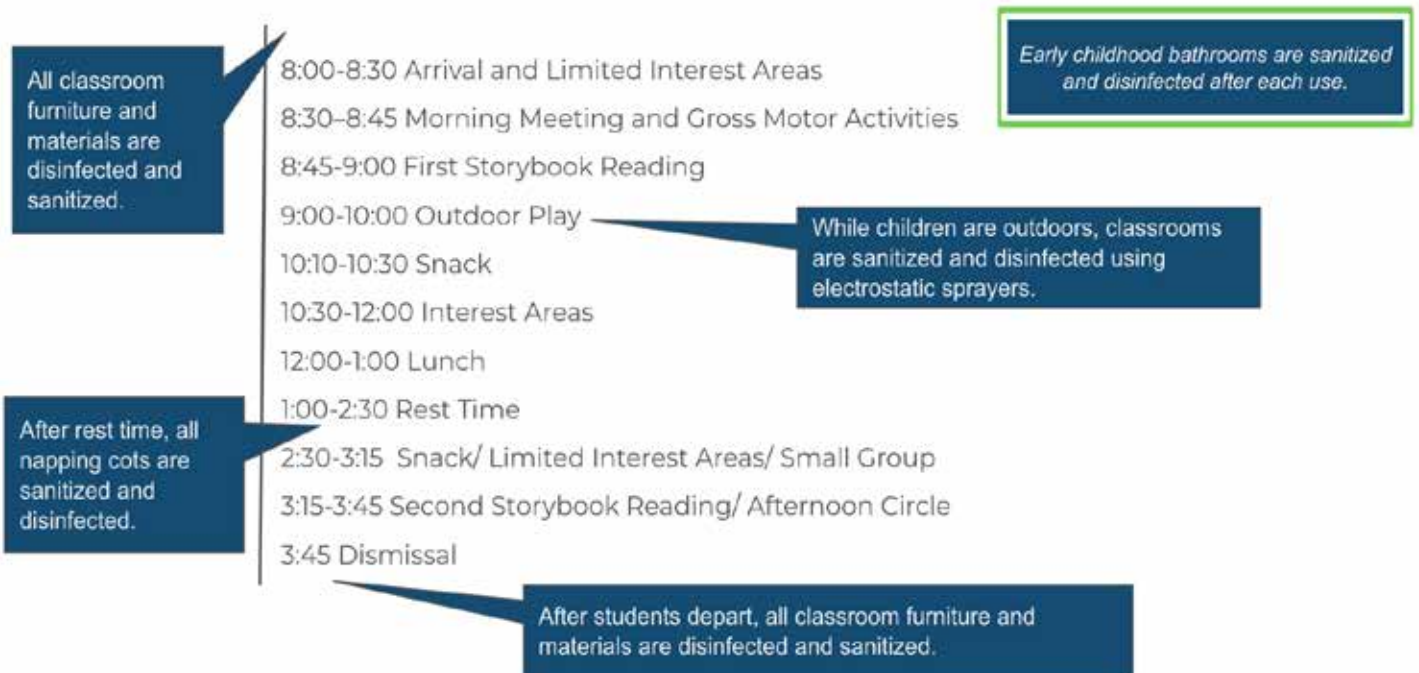 All classroom
furniture and
materials are
disinfected and
sanitized.
Early childhood bathrooms are sanitized
and disinfected after each use.
8:00-8:30 Arrival and Limited Interest Areas
8:30–8:45 Morning Meeting and Gross Motor Activities
8:45-9:00 First Storybook Reading
9:00-10:00 Outdoor Play
While children are outdoors, classrooms
are sanitized and disinfected using
electrostatic sprayers.
10:10-10:30 Snack
10:30-12:00 Interest Areas
12:00-1:00 Lunch
1:00-2:30 Rest Time
After rest time, all
napping cots are
sanitized and
disinfected.
2:30-3:15 Snack/ Limited Interest Areas/ Small Group
3:15-3:45 Second Storybook Reading/ Afternoon Circle
3:45 Dismissal
After students depart, all classroom furniture and
materials are disinfected and sanitized.